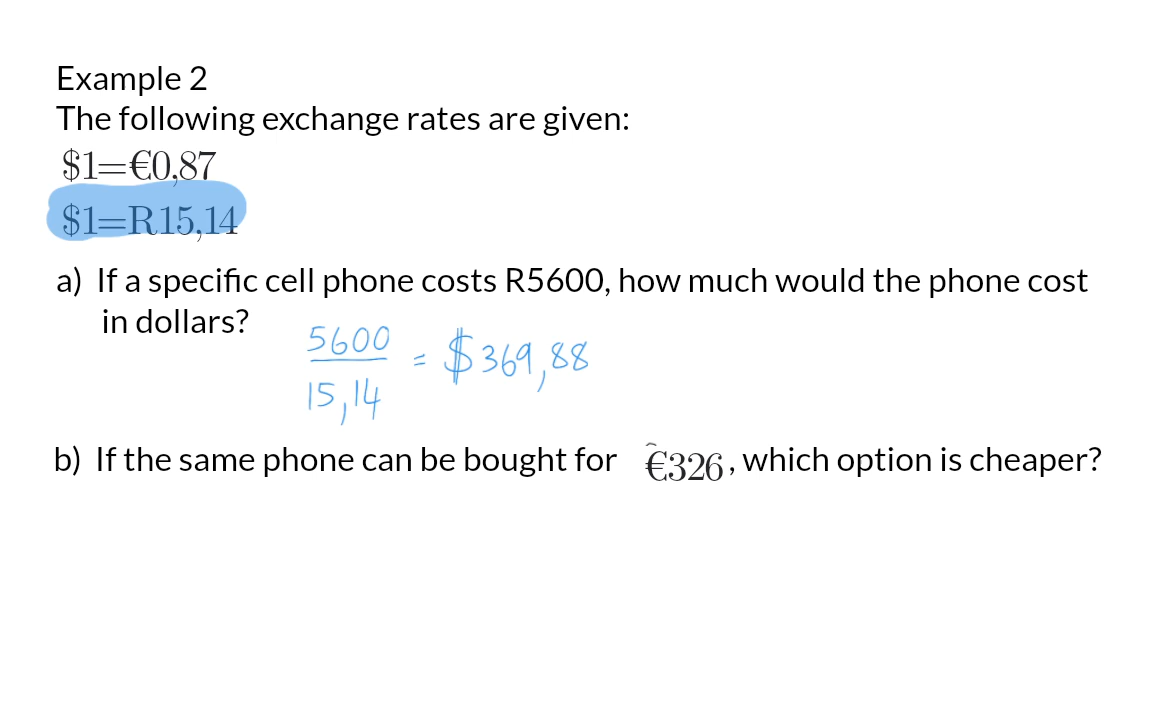 Example 2
The following exchange rates are given:
$1=€0,87
$1=R15,14
a) If a specific cell phone costs R5600, how much would the phone cost
in dollars?
5600
15,14
= $369,88
b) If the same phone can be bought for €326, which option is cheaper?